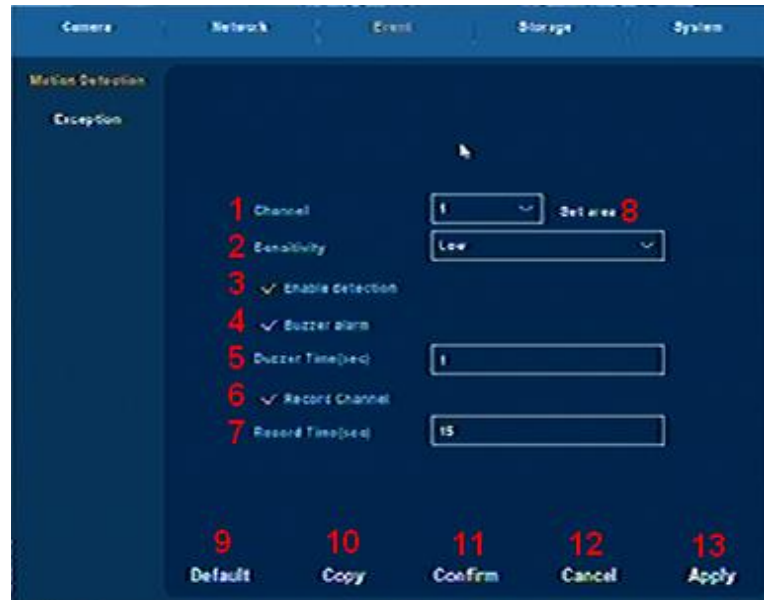 Camera Network Event Storage System
Motion Detection
Exception
1 Channel 1 Set area 8
2 Sensitivity Low
3 Enable detection
4 Buzzer alarm
5 Buzzer Time(sec) 1
6 Record Channel
7 Record Time(sec) 15
9 10 11 12 13
Default Copy Confirm Cancel Apply